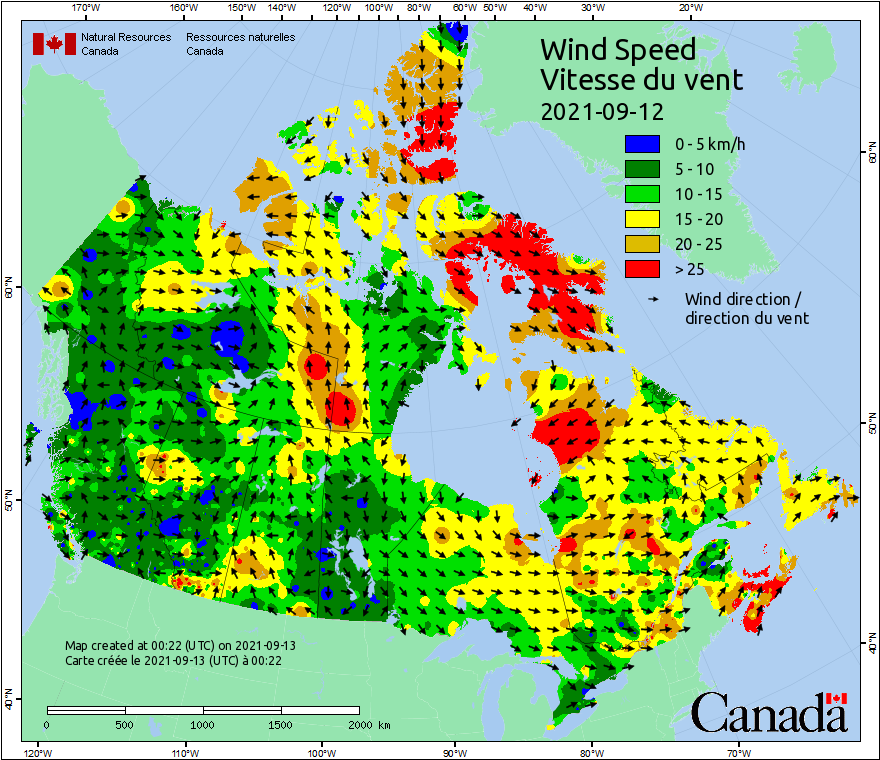 170°W 160°W 150°W 140°W 120°W 100°W 80°W 60°W 50°W 40°W 30°W 20°W
Natural Resources Ressources naturelles
Canada Canada
Wind Speed
Vitesse du vent
2021-09-12
0 - 5 km/h
5 - 10
10 - 15
15 - 20
20 - 25
> 25
Wind direction /
direction du vent
60°N
60°N
50°N
50°N
40°N
40°N
Map created at 00:22 (UTC) on 2021-09-13
Carte créée le 2021-09-13 (UTC) à 00:22
0 500 1000 1500 2000 km
Canada
120°W 110°W 100°W 90°W 80°W 70°W